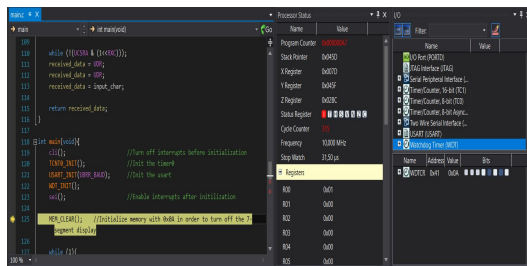 main.c
main
int main(void)
Go
109
110 while (!(UCSRA & (1<<RXC)));
111 received_data = UDR;
112 received_data = UDR;
113 received_data = input_char;
114
115 return received_data;
116 }
117
118 int main(void){
119 cli(); //Turn off interrupts before initialization
120 TCNT0_INIT(); //Init the timer0
121 USART_INIT(UBRR_BAUD); //Init the usart
122 WDT_INIT();
123 sei(); //Enable interrupts after initilization
124
125 MEM_CLEAR(); //Initialize memory with 0x0A in order to turn off the 7-
segment display
126
127 while (1){
100 %
Processor Status
Name Value
Program Counter
Stack Pointer 0x045D
X Register 0x007D
Y Register 0x045F
Z Register 0x02BC
Status Register I T H S V N Z C
Cycle Counter 315
Frequency 10,000 MHz
Stop Watch 31,50 µs
Registers
R00 0x01
R01 0x00
R02 0x00
R03 0x00
R04 0x00
R05 0x00
I/O
Filter:
Name Value
I/O Port (PORTD)
JTAG Interface (JTAG)
Serial Peripheral Interface (...
Timer/Counter, 16-bit (TC1)
Timer/Counter, 8-bit (TC0)
Timer/Counter, 8-bit Async...
Two Wire Serial Interface (...
USART (USART)
Watchdog Timer (WDT)
Name Address Value Bits
WDTCR 0x41 0x0A